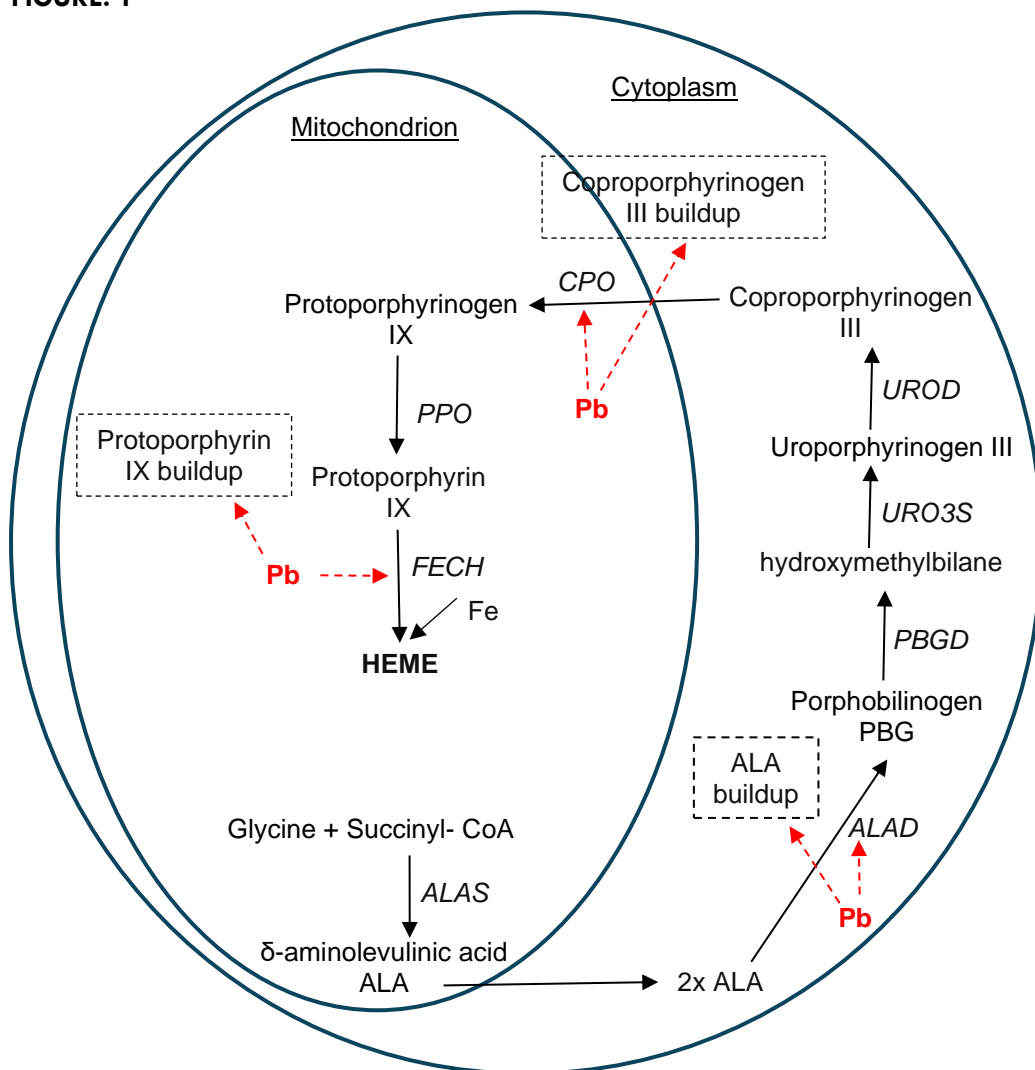 FIGURE: 1
Cytoplasm
Mitochondrion
Coproporphyrinogen
III buildup
CPO
Protoporphyrinogen
IX
Coproporphyrinogen
III
Pb
PPO
UROD
Protoporphyrin
IX buildup
Uroporphyrinogen III
Protoporphyrin
IX
URO3S
Pb
FECH
hydroxymethylbilane
Fe
HEME
PBGD
Porphobilinogen
PBG
ALA
buildup
Glycine + Succinyl- CoA
ALAD
ALAS
Pb
δ-aminolevulinic acid
ALA
2x ALA